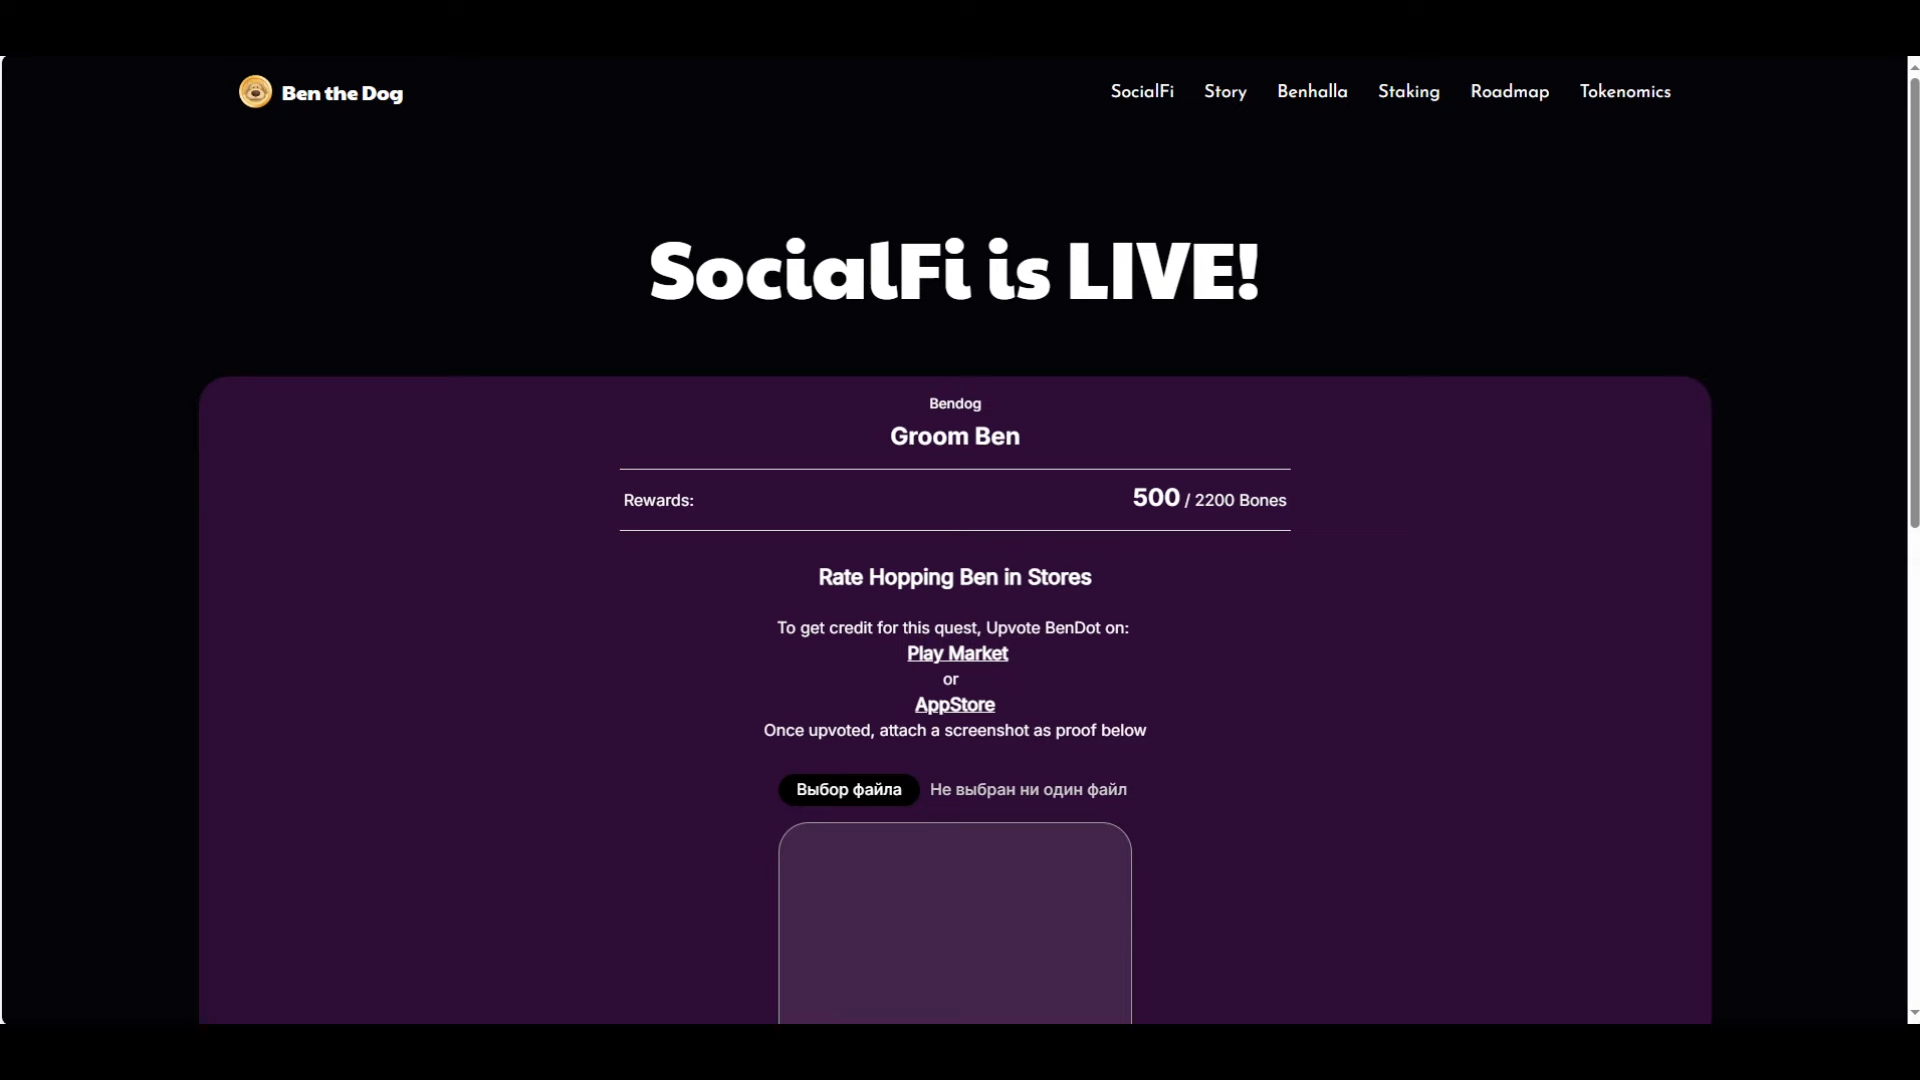 Ben the Dog
SocialFi Story Benhalla Staking Roadmap Tokenomics
SocialFi is LIVE!
Bendog
Groom Ben
Rewards: 500 / 2200 Bones
Rate Hopping Ben in Stores
To get credit for this quest, Upvote BenDot on:
Play Market
or
AppStore
Once upvoted, attach a screenshot as proof below
Выбор файла Не выбран ни один файл